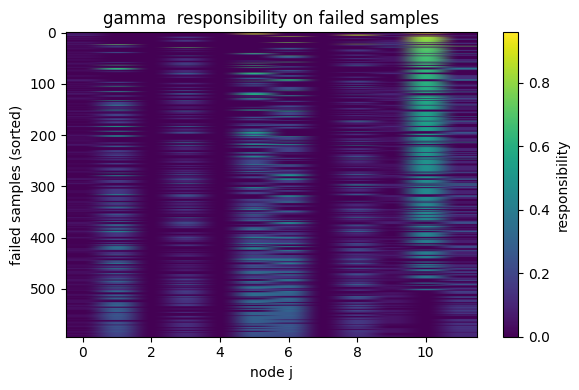 gamma  responsibility on failed samples
0
100
200
300
400
500
failed samples (sorted)
0 2 4 6 8 10
node j
0.8
0.6
0.4
0.2
0.0
responsibility